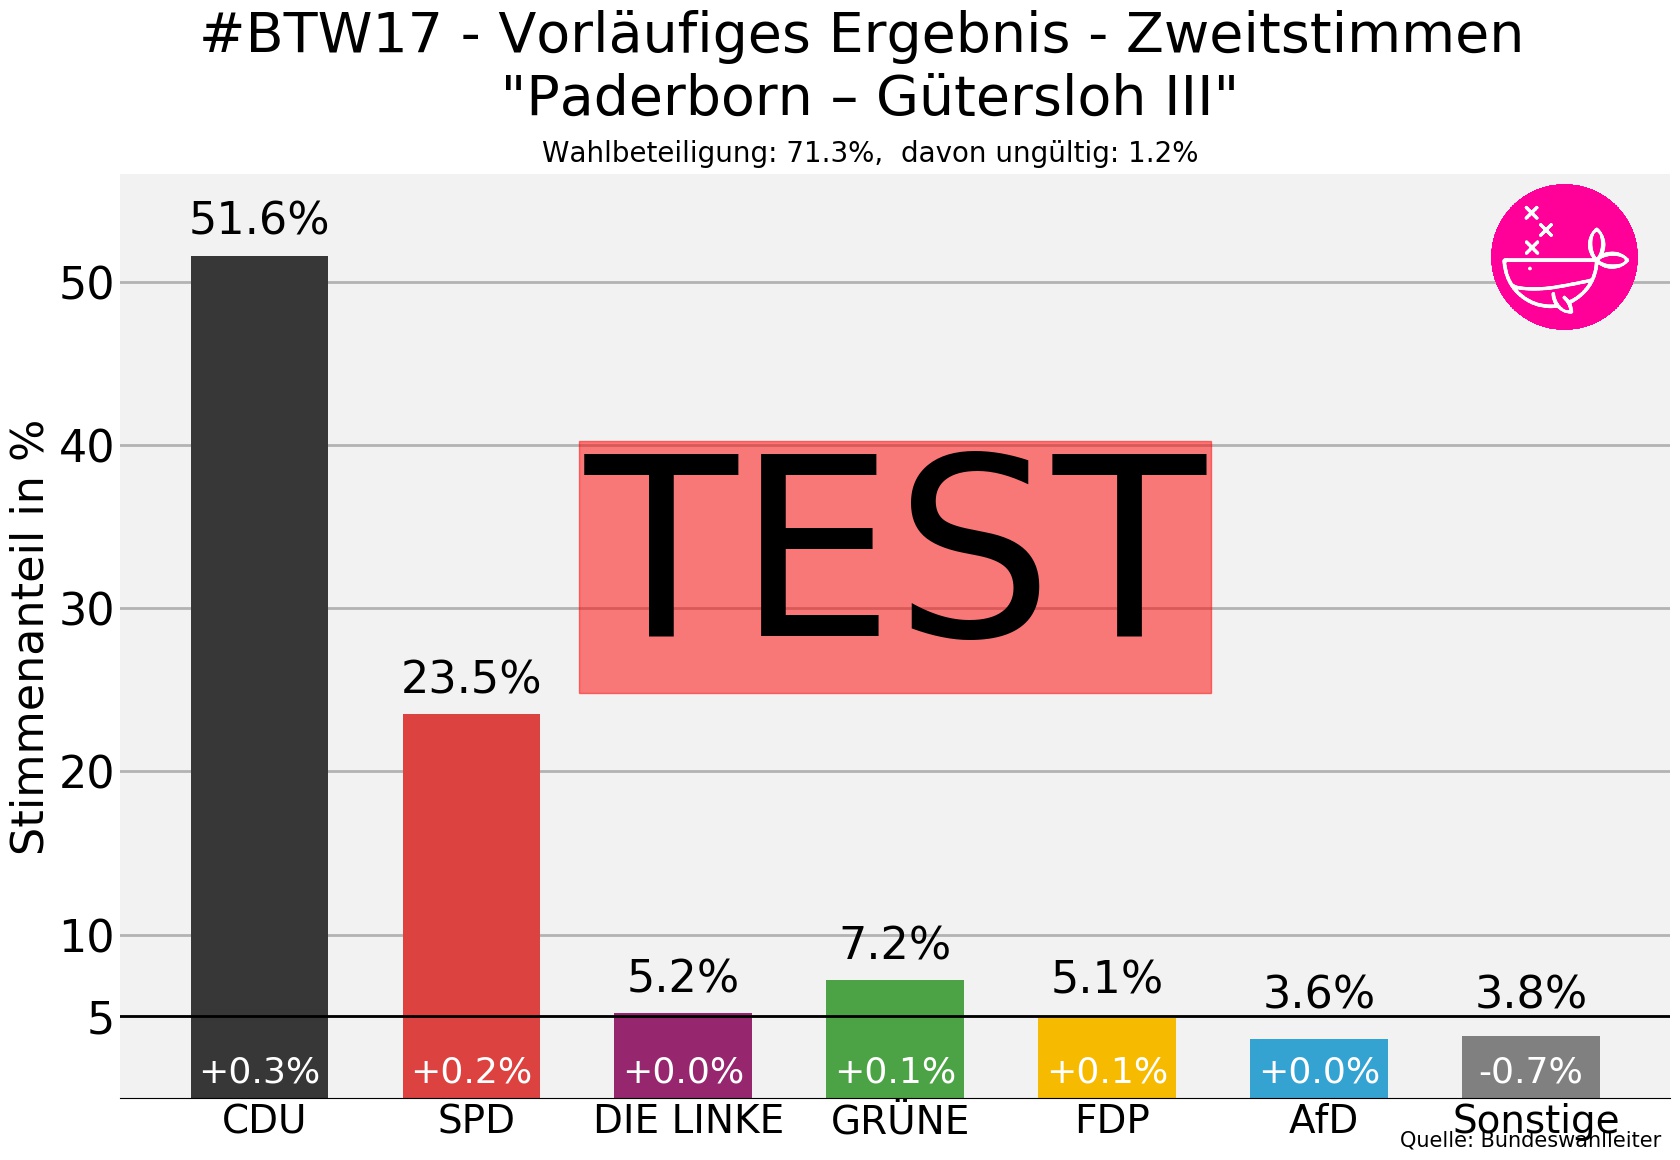 #BTW17 - Vorläufiges Ergebnis - Zweitstimmen
"Paderborn – Gütersloh III"
Wahlbeteiligung: 71.3%, davon ungültig: 1.2%
Stimmenanteil in %
50
40
30
20
10
5
51.6%
23.5%
5.2%
7.2%
5.1%
3.6%
3.8%
TEST
+0.3%
+0.2%
+0.0%
+0.1%
+0.1%
+0.0%
-0.7%
CDU
SPD
DIE LINKE
GRÜNE
FDP
AfD
Sonstige
Quelle: Bundeswahlleiter